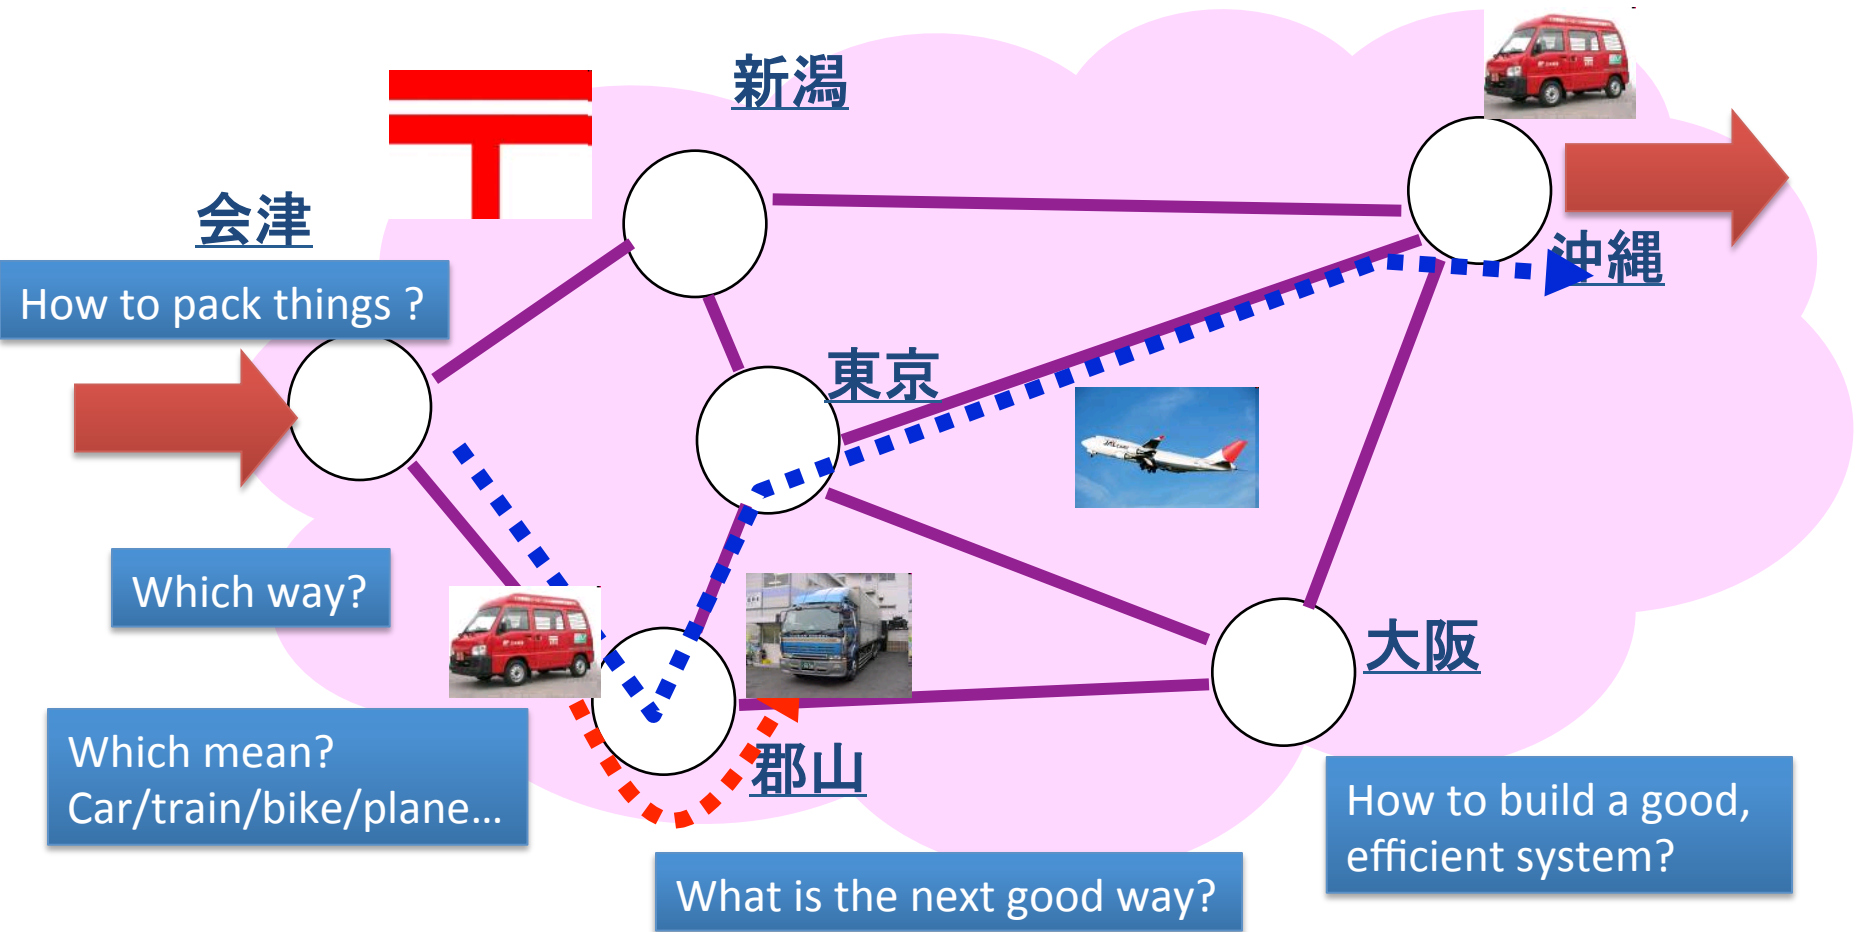 新潟
会津
How to pack things ?
沖縄
東京
Which way?
大阪
Which mean?
Car/train/bike/plane...
郡山
How to build a good,
efficient system?
What is the next good way?